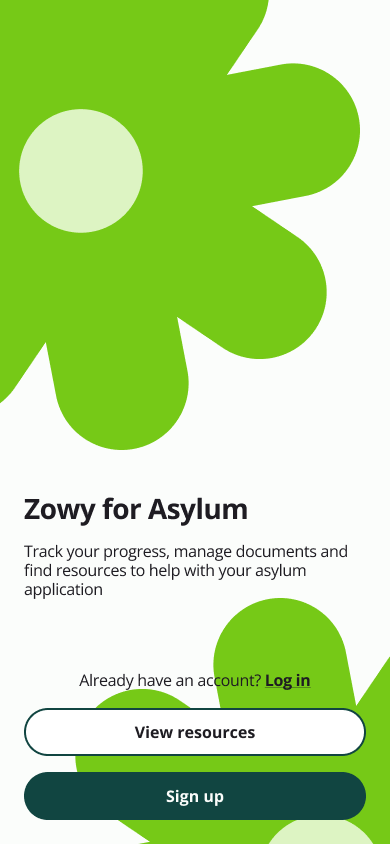 Zowy for Asylum
Track your progress, manage documents and
find resources to help with your asylum
application
Already have an account? Log in
View resources
Sign up